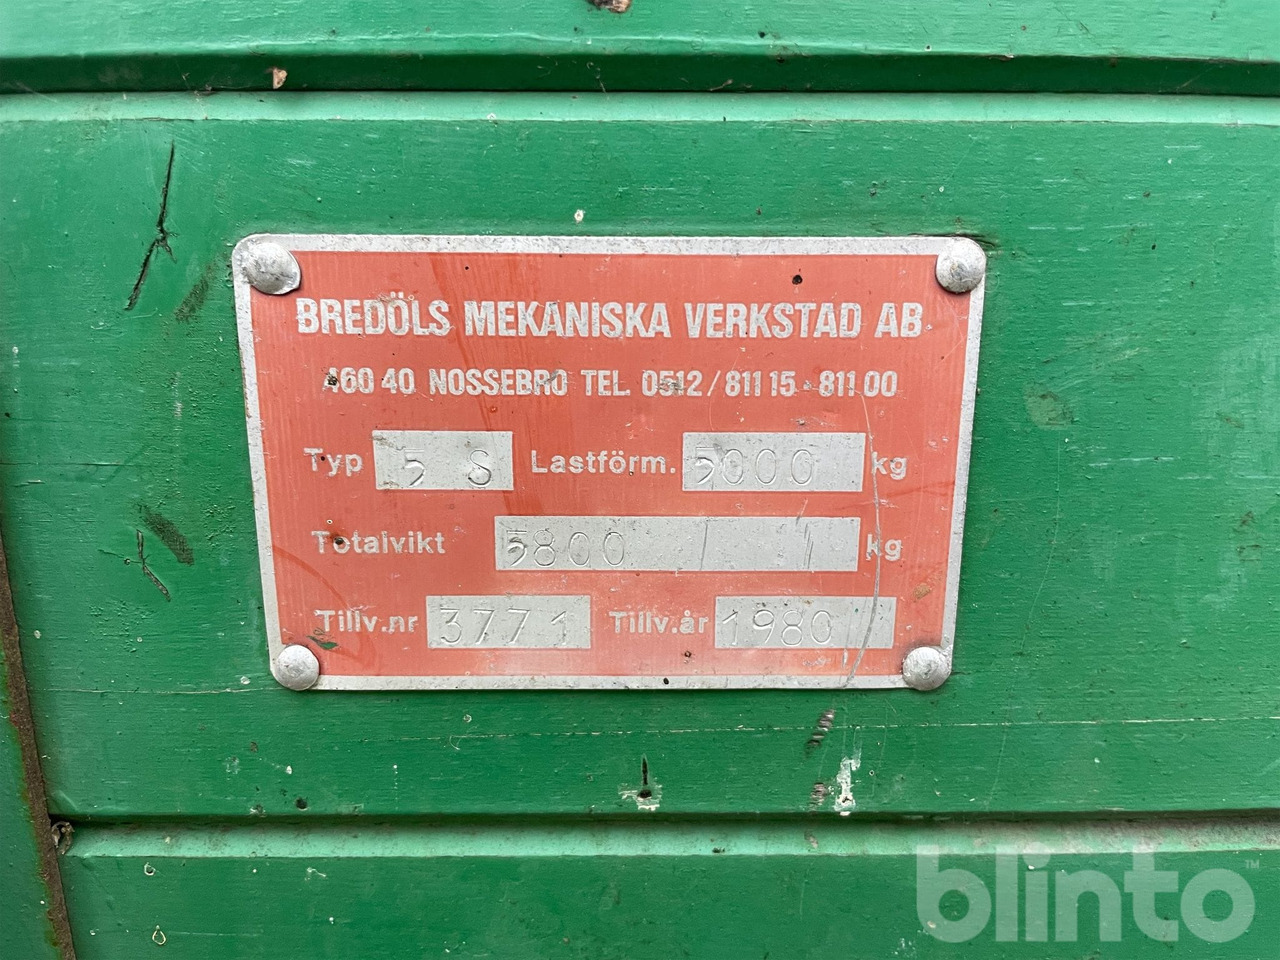 BREDÖLS MEKANISKA VERKSTAD AB
460 40 NOSSEBRO TEL. 0512/811 15 - 811 00
Typ 5 S Lastförm. 5000 kg
Totalvikt 5800 / / kg
Tillv.nr 3771 Tillv.år 1980
blinto™